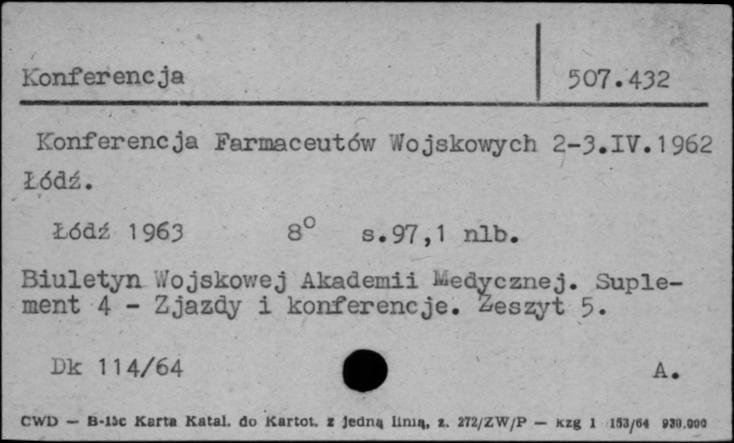 Konferencja 507.432
Konferencja Farmaceutów Wojskowych 2-3.IV.1962
Łódź.
Łódź 1963 8° s.97,1 nlb.
Biuletyn Wojskowej Akademii Medycznej. Suple-
ment 4 - Zjazdy i konferencje. Zeszyt 5.
Dk 114/64 A.
CWD — B-15c Karta Katal. do Kartot. z jedną linią, z. 272/ZW/P — Kzg 1 153/64 930.000